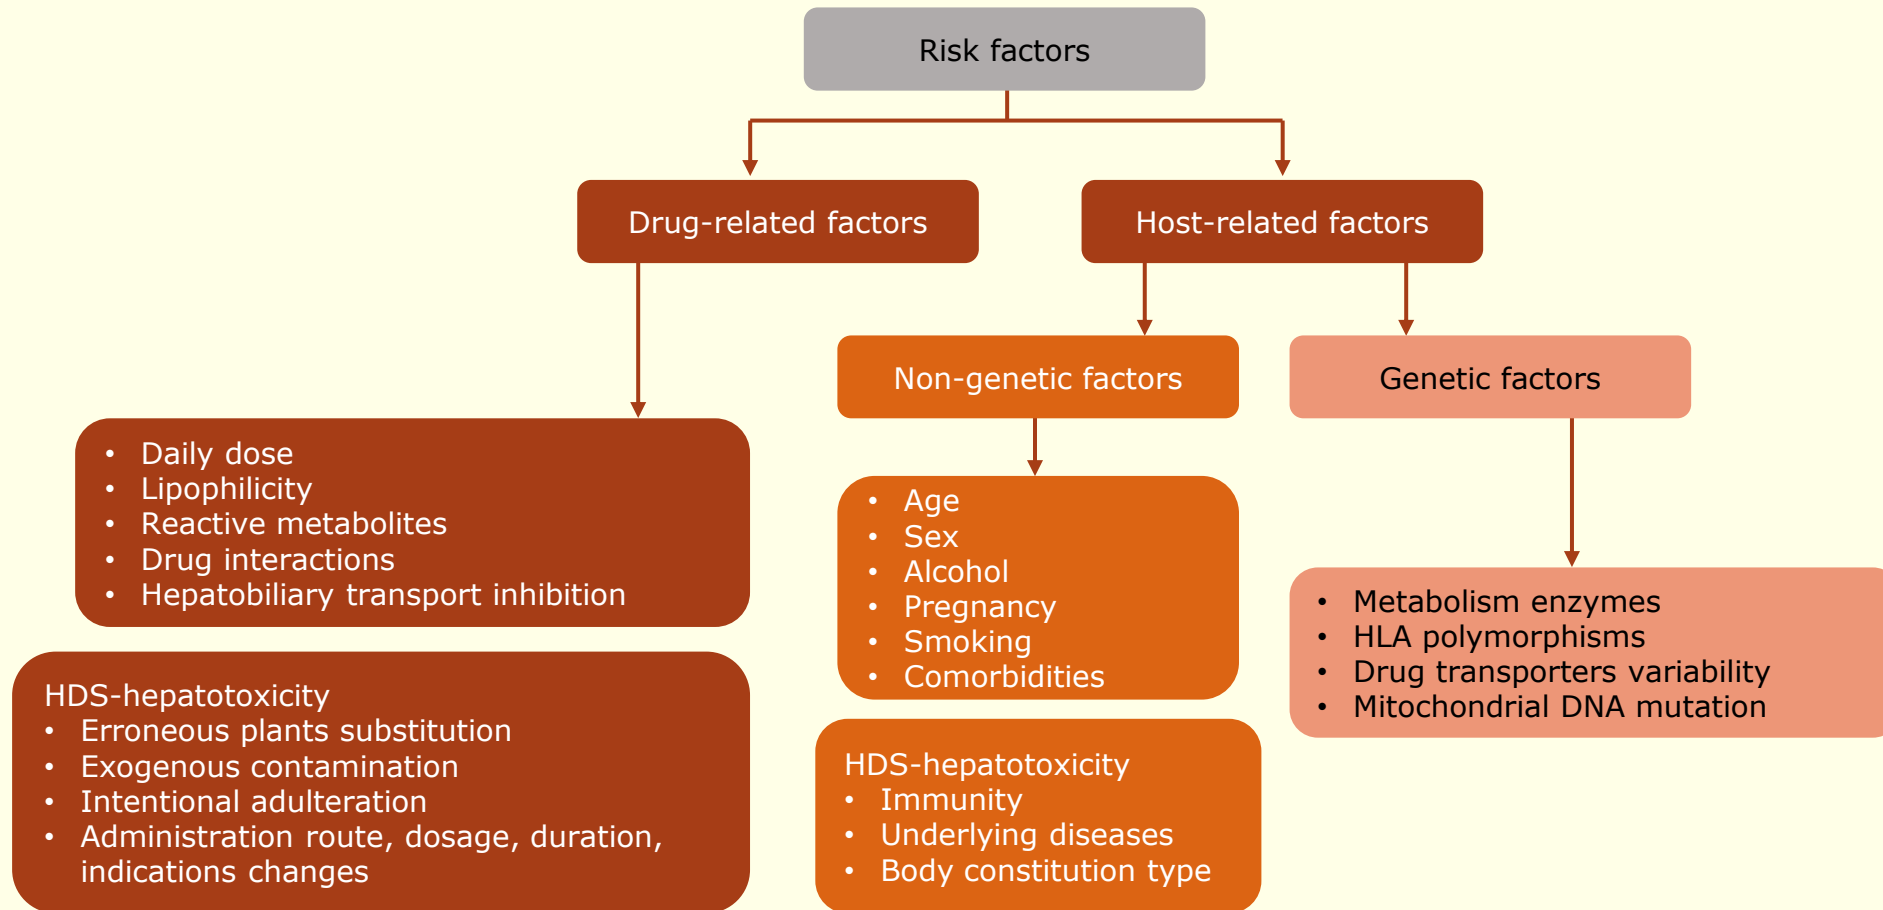 Risk factors
Drug-related factors
Host-related factors
Non-genetic factors
Genetic factors
• Daily dose
• Lipophilicity
• Reactive metabolites
• Drug interactions
• Hepatobiliary transport inhibition
HDS-hepatotoxicity
• Erroneous plants substitution
• Exogenous contamination
• Intentional adulteration
• Administration route, dosage, duration,
indications changes
• Age
• Sex
• Alcohol
• Pregnancy
• Smoking
• Comorbidities
HDS-hepatotoxicity
• Immunity
• Underlying diseases
• Body constitution type
• Metabolism enzymes
• HLA polymorphisms
• Drug transporters variability
• Mitochondrial DNA mutation